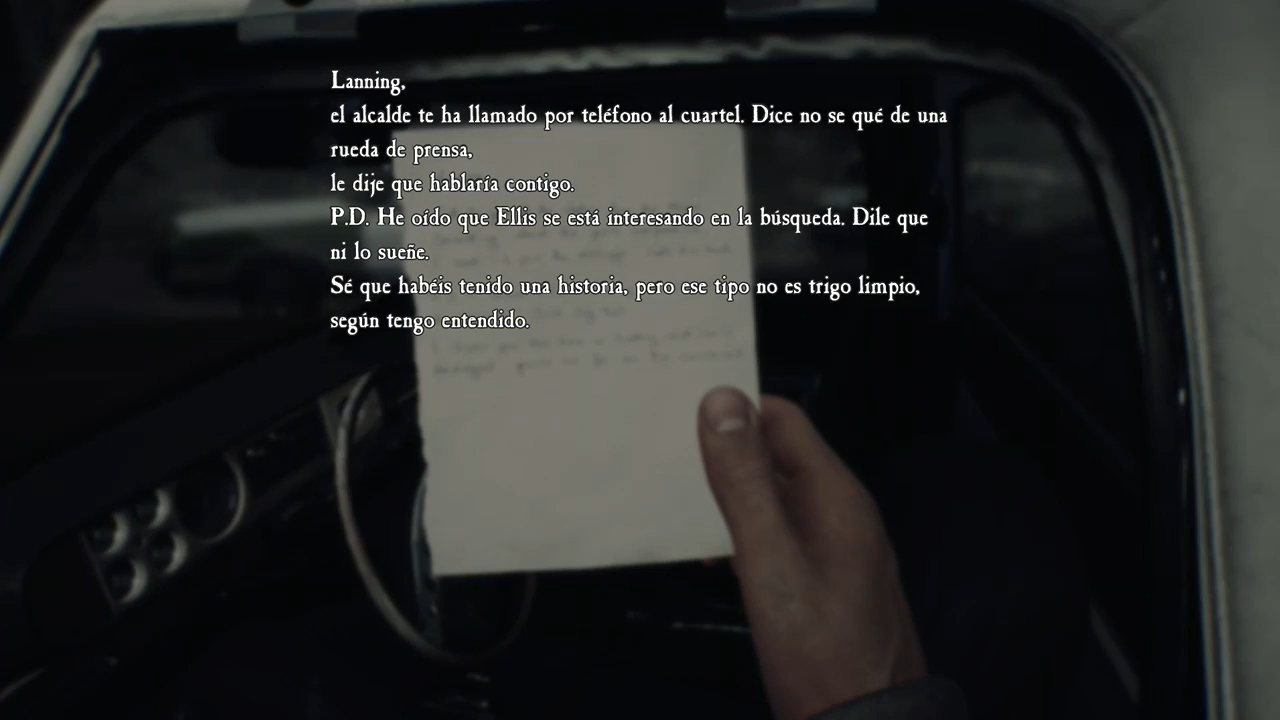 Lanning,
el alcalde te ha llamado por teléfono al cuartel. Dice no se qué de una
rueda de prensa,
le dije que hablaría contigo.
P.D. He oído que Ellis se está interesando en la búsqueda. Dile que
ni lo sueñe.
Sé que habéis tenido una historia, pero ese tipo no es trigo limpio,
según tengo entendido.